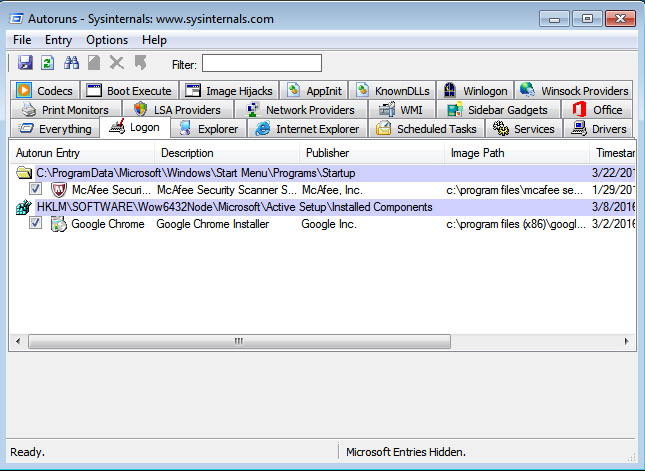 Autoruns - Sysinternals: www.sysinternals.com
File Entry Options Help
Filter:
Codecs Boot Execute Image Hijacks AppInit KnownDLLs Winlogon Winsock Providers
Print Monitors LSA Providers Network Providers WMI Sidebar Gadgets Office
Everything Logon Explorer Internet Explorer Scheduled Tasks Services Drivers
Autorun Entry Description Publisher Image Path Timestar
C:\ProgramData\Microsoft\Windows\Start Menu\Programs\Startup 3/22/201
McAfee Securi... McAfee Security Scanner S... McAfee, Inc. c:\program files\mcafee se... 1/29/201
HKLM\SOFTWARE\Wow6432Node\Microsoft\Active Setup\Installed Components 3/8/2016
Google Chrome Google Chrome Installer Google Inc. c:\program files (x86)\googl... 3/2/2016
Ready. Microsoft Entries Hidden.